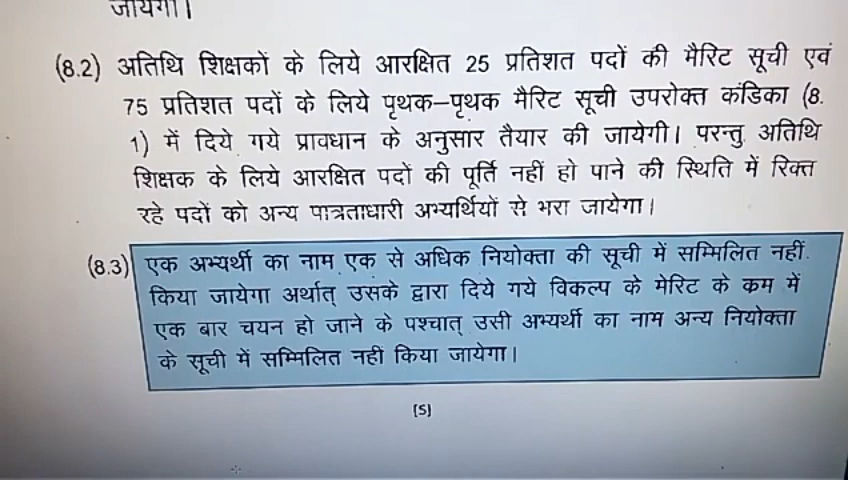 जायेगा।
(8.2) अतिथि शिक्षकों के लिये आरक्षित 25 प्रतिशत पदों की मैरिट सूची एवं
75 प्रतिशत पदों के लिये पृथक–पृथक मैरिट सूची उपरोक्त कंडिका (8.
1) में दिये गये प्रावधान के अनुसार तैयार की जायेगी। परन्तु अतिथि
शिक्षक के लिये आरक्षित पदों की पूर्ति नहीं हो पाने की स्थिति में रिक्त
रहे पदों को अन्य पात्रताधारी अभ्यर्थियों से भरा जायेगा।
(8.3) एक अभ्यर्थी का नाम एक से अधिक नियोक्ता की सूची में सम्मिलित नहीं
किया जायेगा अर्थात् उसके द्वारा दिये गये विकल्प के मेरिट के कम में
एक बार चयन हो जाने के पश्चात् उसी अभ्यर्थी का नाम अन्य नियोक्ता
के सूची में सम्मिलित नहीं किया जायेगा।
(5)